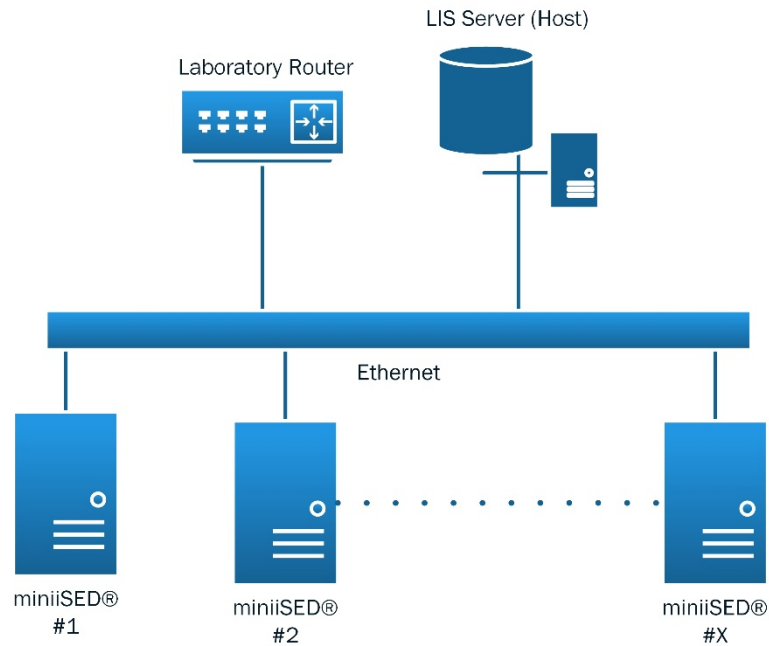 LIS Server (Host)
Laboratory Router
Ethernet
miniiSED®
#1
miniiSED®
#2
miniiSED®
#X